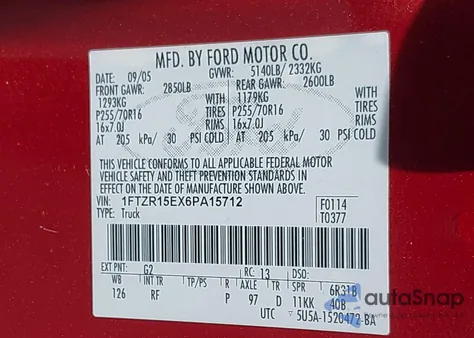 MFD. BY FORD MOTOR CO.
DATE: 09/05 GVWR: 5140LB/ 2332KG
FRONT GAWR: 2850LB REAR GAWR: 2600LB
1293KG WITH 1179KG WITH
P255/70R16 TIRES P255/70R16 TIRES
16x7.0J RIMS 16x7.0J RIMS
AT 205 kPa/ 30 PSI COLD AT 205 kPa/ 30 PSI COLD
THIS VEHICLE CONFORMS TO ALL APPLICABLE FEDERAL MOTOR
VEHICLE SAFETY AND THEFT PREVENTION STANDARDS IN
EFFECT ON THE DATE OF MANUFACTURE SHOWN ABOVE.
VIN: 1FTZR15EX6PA15712 F0114
TYPE: Truck T0377
EXT PNT: G2 RC: 13 DSO:
WB INT TR TP/PS R AXLE TR SPR 6R31B
126 RF P 97 D 11KK 40B
UTC 5U5A-1520472-BA
autoSnap